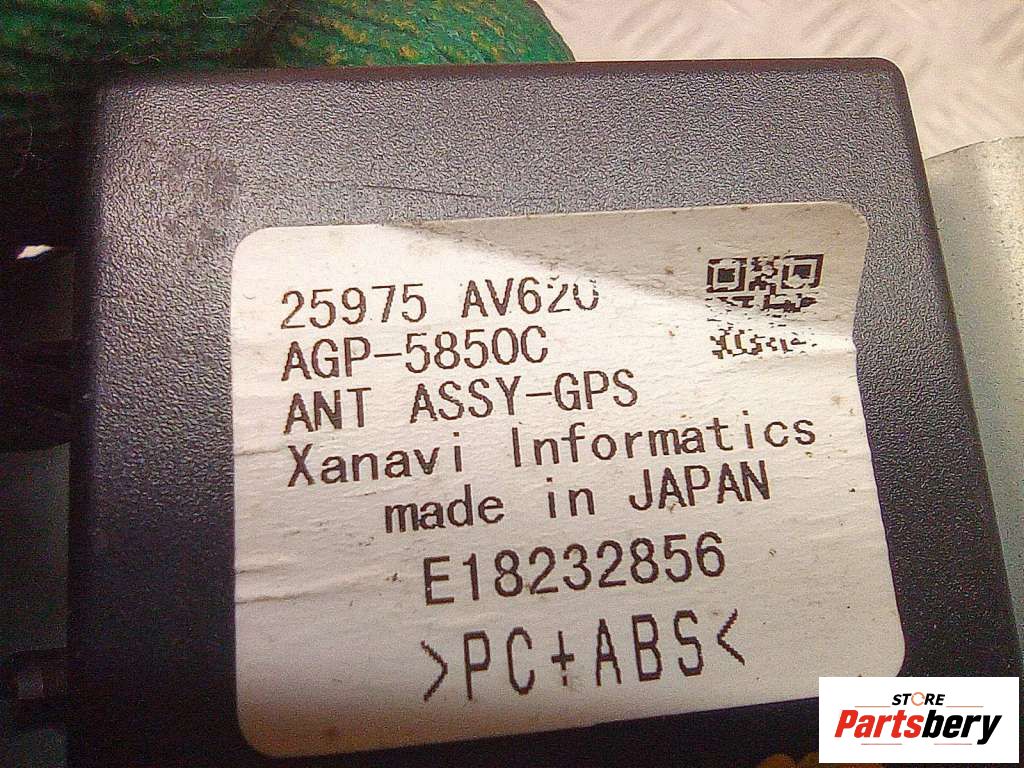 25975 AV620
AGP-5850C
ANT ASSY-GPS
Xanavi Informatics
made in JAPAN
E18232856
>PC+ABS<
STORE
Partsbery